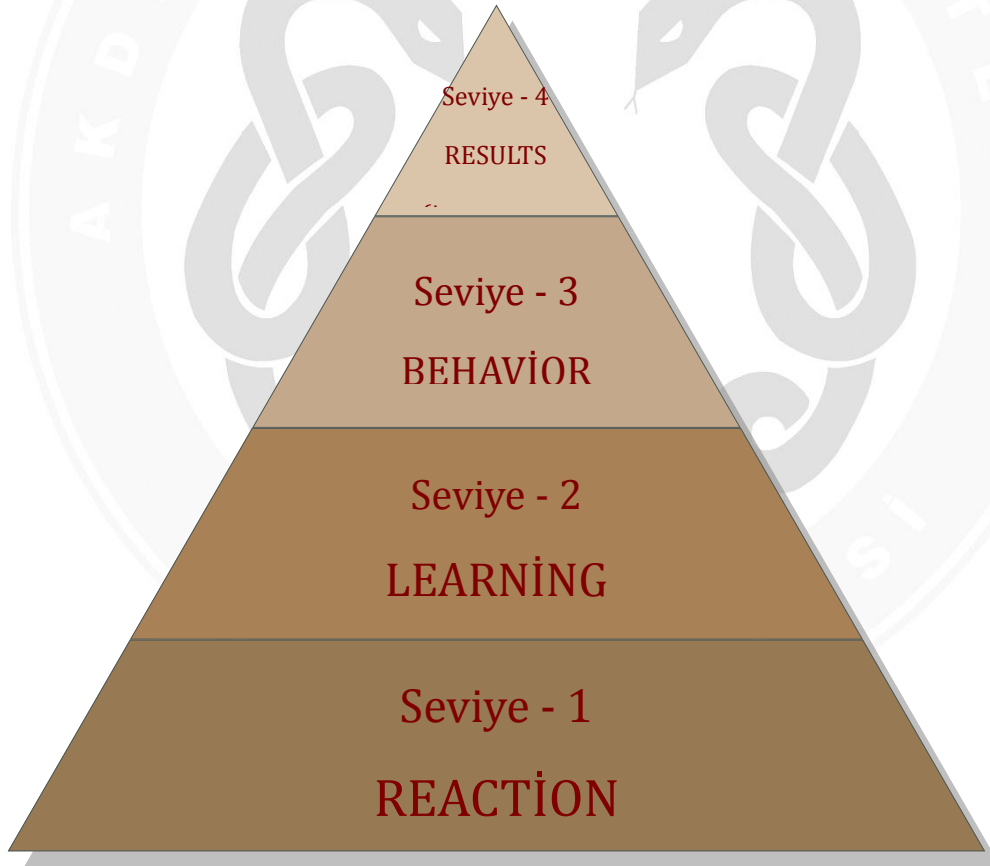 Seviye - 4
RESULTS
Seviye - 3
BEHAVİOR
Seviye - 2
LEARNİNG
Seviye - 1
REACTİON
A K D
S İ